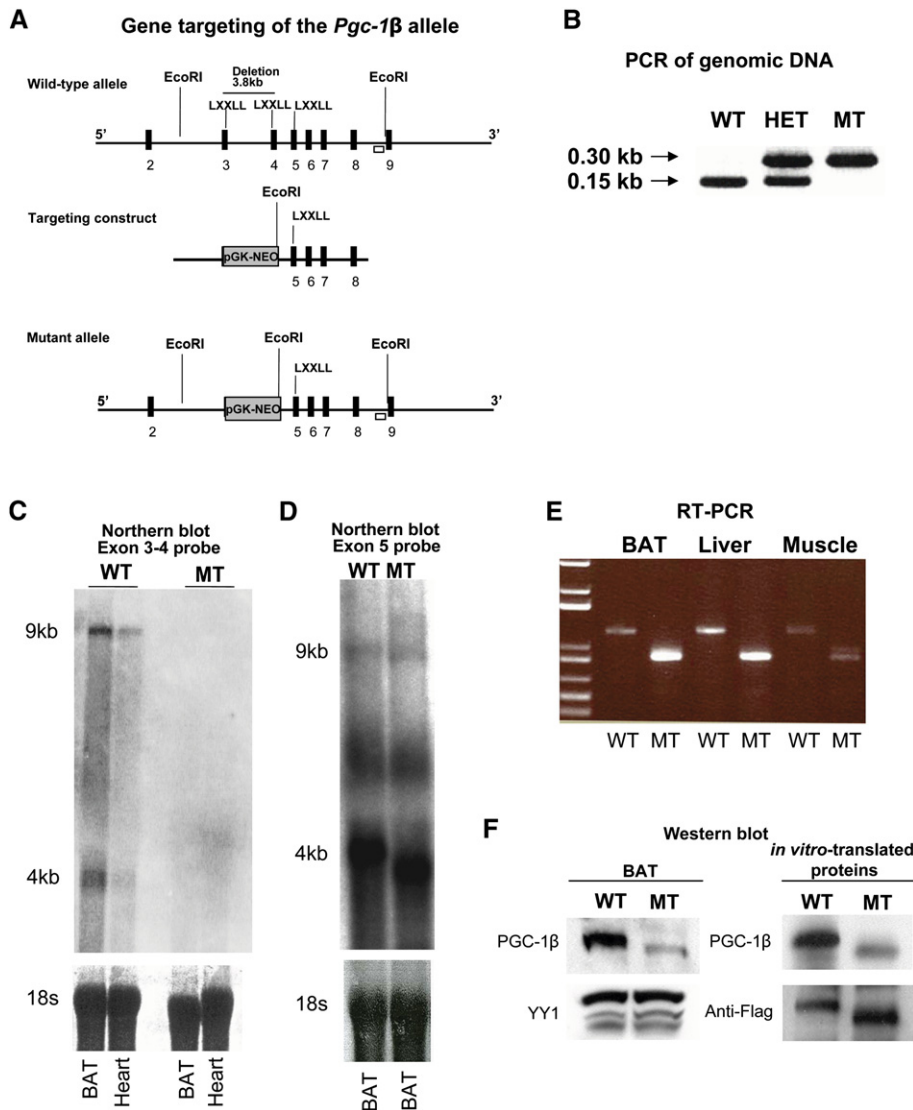 A
Gene targeting of the Pgc-1β allele
Wild-type allele
EcoRI
Deletion
3.8kb
EcoRI
LXXLL LXXLL LXXLL
5' 3'
2 3 4 5 6 7 8 9
EcoRI
Targeting construct
LXXLL
pGK-NEO
5 6 7 8
Mutant allele
EcoRI EcoRI EcoRI
LXXLL
5' 3'
pGK-NEO
2 5 6 7 8 9
B
PCR of genomic DNA
WT HET MT
0.30 kb →
0.15 kb →
C
Northern blot
Exon 3-4 probe
WT MT
9kb
4kb
18s
BAT Heart BAT Heart
D
Northern blot
Exon 5 probe
WT MT
9kb
4kb
18s
BAT BAT
E
RT-PCR
BAT Liver Muscle
WT MT WT MT WT MT
F
Western blot
BAT
WT MT
PGC-1β
YY1
in vitro-translated
proteins
WT MT
PGC-1β
Anti-Flag